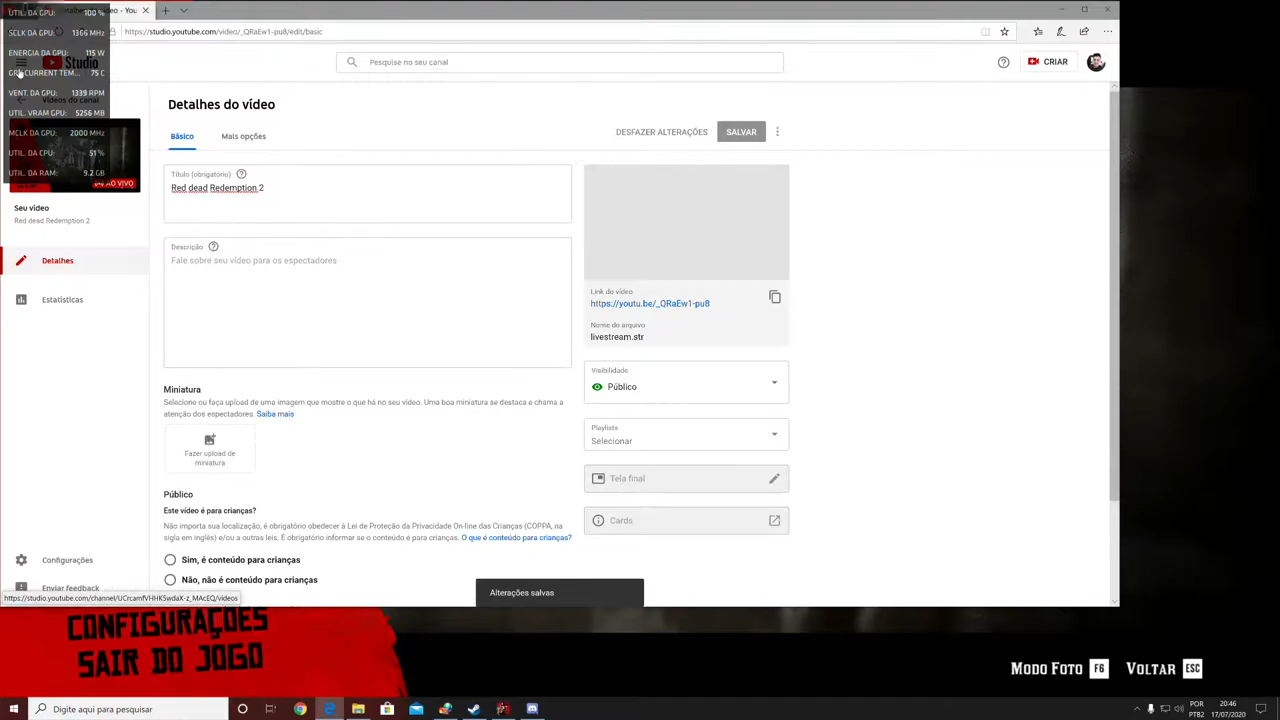 UTIL. DA GPU: 100 %
SCLK DA GPU: 1366 MHz
ENERGIA DA GPU: 115 W
GPU CURRENT TEM... 75 C
VENT. DA GPU: 1339 RPM
UTIL. VRAM GPU: 5256 MB
MCLK DA GPU: 2000 MHz
UTIL. DA CPU: 51 %
UTIL. DA RAM: 9.2 GB
https://studio.youtube.com/video/_QRaEw1-pu8/edit/basic
Studio
Pesquise no seu canal
CRIAR
Vídeos do canal
AO VIVO
Seu vídeo
Red dead Redemption 2
Detalhes
Estatísticas
Configurações
Enviar feedback
https://studio.youtube.com/channel/UCrcamfVHHK5wdaX-z_MAcEQ/videos
Detalhes do vídeo
Básico
Mais opções
DESFAZER ALTERAÇÕES
SALVAR
Título (obrigatório)
Red dead Redemption 2
Descrição
Fale sobre seu vídeo para os espectadores
Miniatura
Selecione ou faça upload de uma imagem que mostre o que há no seu vídeo. Uma boa miniatura se destaca e chama a
atenção dos espectadores. Saiba mais
Fazer upload de
miniatura
Público
Este vídeo é para crianças?
Não importa sua localização, é obrigatório obedecer à Lei de Proteção da Privacidade On-line das Crianças (COPPA, na
sigla em inglês) e/ou a outras leis. É obrigatório informar se o conteúdo é para crianças. O que é conteúdo para crianças?
Sim, é conteúdo para crianças
Não, não é conteúdo para crianças
Link do vídeo
https://youtu.be/_QRaEw1-pu8
Nome do arquivo
livestream.str
Visibilidade
Público
Playlists
Selecionar
Tela final
Cards
Alterações salvas
CONFIGURAÇÕES
SAIR DO JOGO
MODO FOTO F6 VOLTAR ESC
Digite aqui para pesquisar
POR
PTB2
20:46
17/07/2020